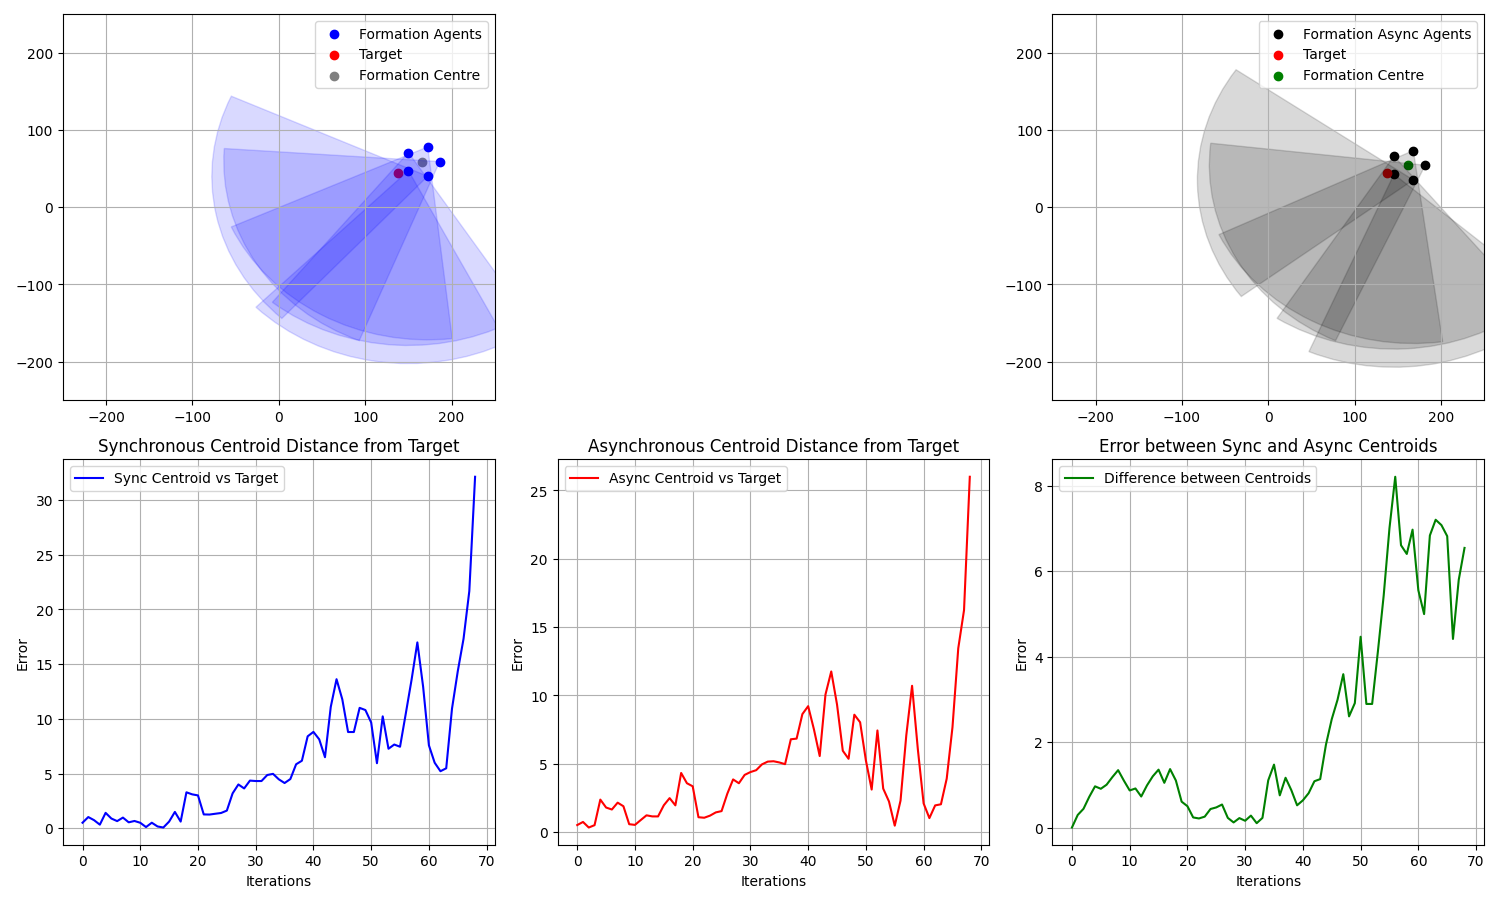 Formation Agents
Target
Formation Centre
200
100
0
−100
−200
−200 −100 0 100 200
Formation Async Agents
Target
Formation Centre
200
100
0
−100
−200
−200 −100 0 100 200
Synchronous Centroid Distance from Target
Sync Centroid vs Target
Error
30
25
20
15
10
5
0
0 10 20 30 40 50 60 70
Iterations
Asynchronous Centroid Distance from Target
Async Centroid vs Target
Error
25
20
15
10
5
0
0 10 20 30 40 50 60 70
Iterations
Error between Sync and Async Centroids
Difference between Centroids
Error
8
6
4
2
0
0 10 20 30 40 50 60 70
Iterations